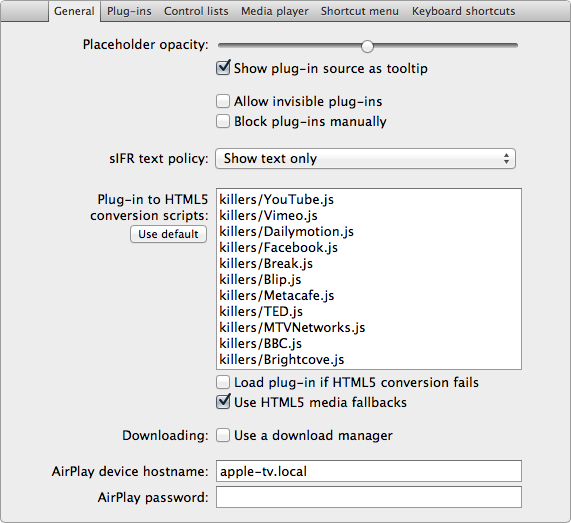 General Plug-ins Control lists Media player Shortcut menu Keyboard shortcuts
Placeholder opacity:
Show plug-in source as tooltip
Allow invisible plug-ins
Block plug-ins manually
sIFR text policy: Show text only
Plug-in to HTML5
conversion scripts:
Use default
killers/YouTube.js
killers/Vimeo.js
killers/Dailymotion.js
killers/Facebook.js
killers/Break.js
killers/Blip.js
killers/Metacafe.js
killers/TED.js
killers/MTVNetworks.js
killers/BBC.js
killers/Brightcove.js
Load plug-in if HTML5 conversion fails
Use HTML5 media fallbacks
Downloading: Use a download manager
AirPlay device hostname: apple-tv.local
AirPlay password: